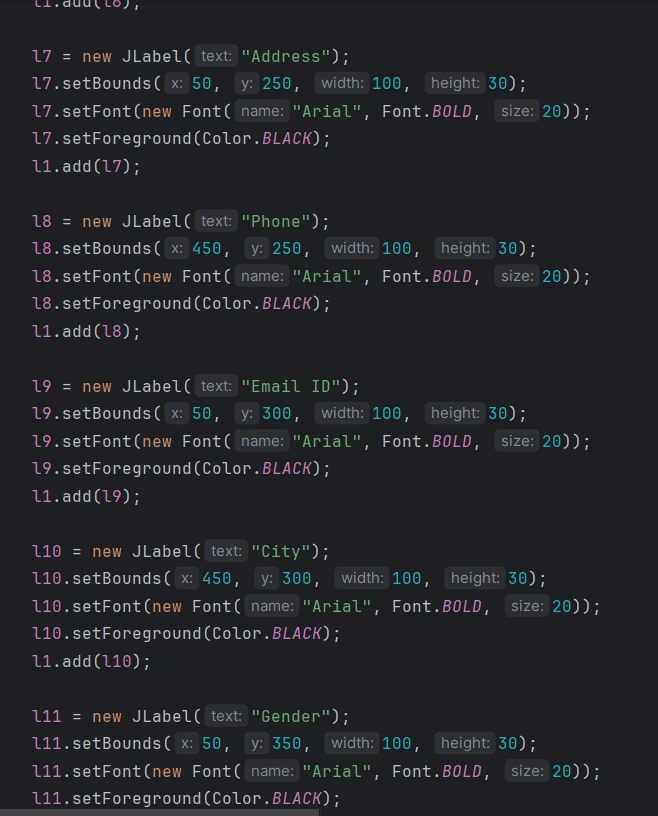 l1.add(l6);
l7 = new JLabel( text: "Address");
l7.setBounds( x: 50, y: 250, width: 100, height: 30);
l7.setFont(new Font( name: "Arial", Font.BOLD, size: 20));
l7.setForeground(Color.BLACK);
l1.add(l7);
l8 = new JLabel( text: "Phone");
l8.setBounds( x: 450, y: 250, width: 100, height: 30);
l8.setFont(new Font( name: "Arial", Font.BOLD, size: 20));
l8.setForeground(Color.BLACK);
l1.add(l8);
l9 = new JLabel( text: "Email ID");
l9.setBounds( x: 50, y: 300, width: 100, height: 30);
l9.setFont(new Font( name: "Arial", Font.BOLD, size: 20));
l9.setForeground(Color.BLACK);
l1.add(l9);
l10 = new JLabel( text: "City");
l10.setBounds( x: 450, y: 300, width: 100, height: 30);
l10.setFont(new Font( name: "Arial", Font.BOLD, size: 20));
l10.setForeground(Color.BLACK);
l1.add(l10);
l11 = new JLabel( text: "Gender");
l11.setBounds( x: 50, y: 350, width: 100, height: 30);
l11.setFont(new Font( name: "Arial", Font.BOLD, size: 20));
l11.setForeground(Color.BLACK);